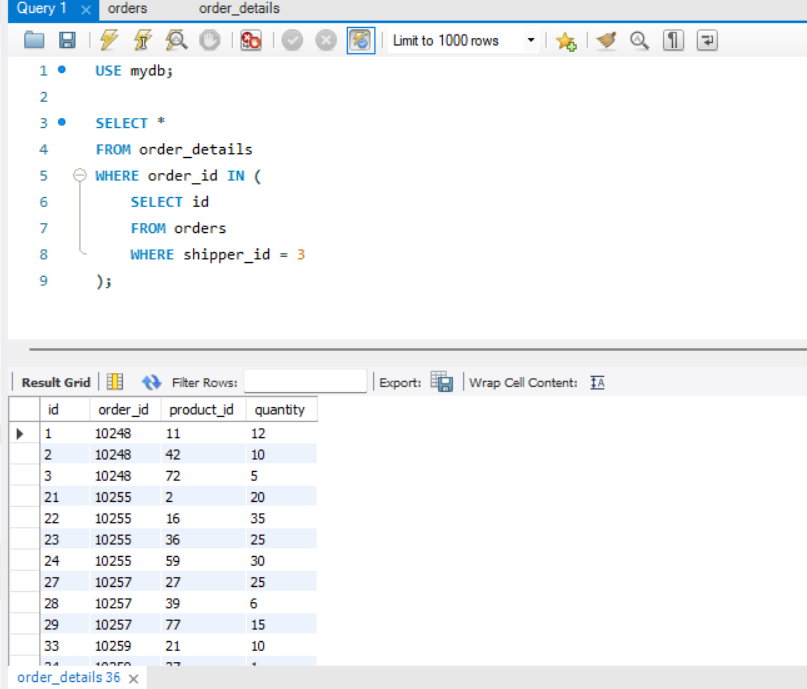 Query 1 orders order_details
Limit to 1000 rows
1 USE mydb;
2
3 SELECT *
4 FROM order_details
5 WHERE order_id IN (
6 SELECT id
7 FROM orders
8 WHERE shipper_id = 3
9 );
Result Grid Filter Rows: Export: Wrap Cell Content:
id order_id product_id quantity
1 10248 11 12
2 10248 42 10
3 10248 72 5
21 10255 2 20
22 10255 16 35
23 10255 36 25
24 10255 59 30
27 10257 27 25
28 10257 39 6
29 10257 77 15
33 10259 21 10
order_details 36